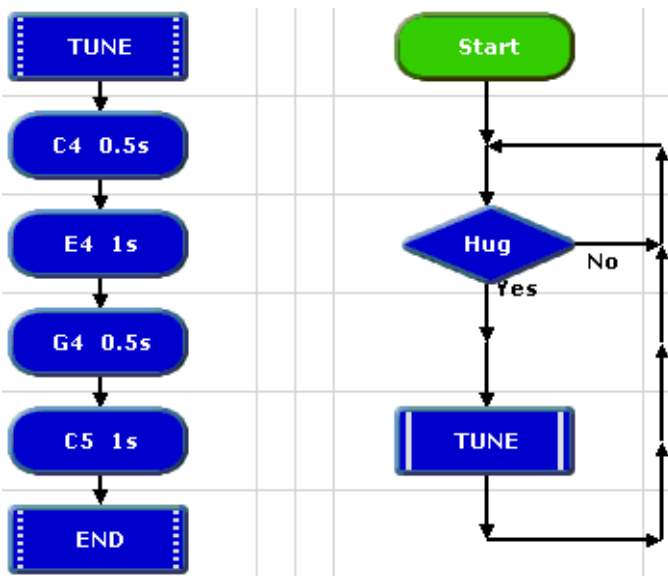 TUNE
C4 0.5s
E4 1s
G4 0.5s
C5 1s
END
Start
Hug
No
Yes
TUNE